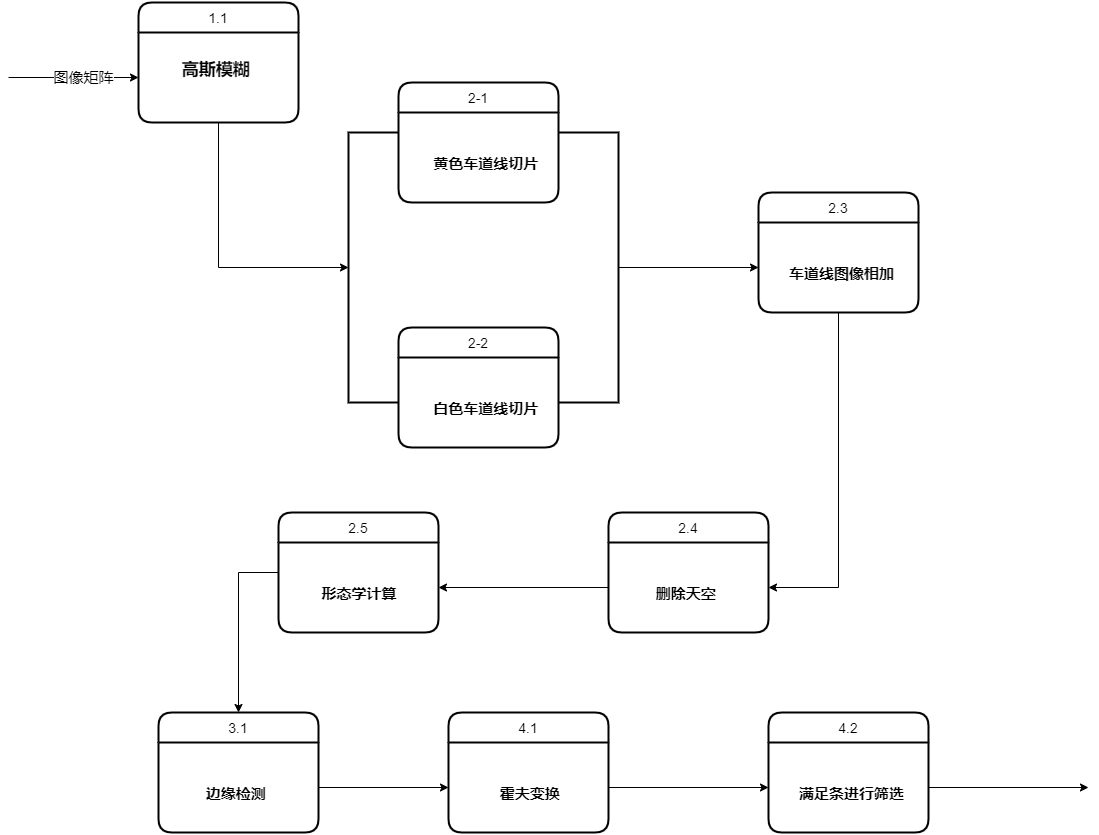 1.1
图像矩阵
高斯模糊
2-1
黄色车道线切片
2.3
车道线图像相加
2-2
白色车道线切片
2.5
形态学计算
2.4
删除天空
3.1
边缘检测
4.1
霍夫变换
4.2
满足条进行筛选